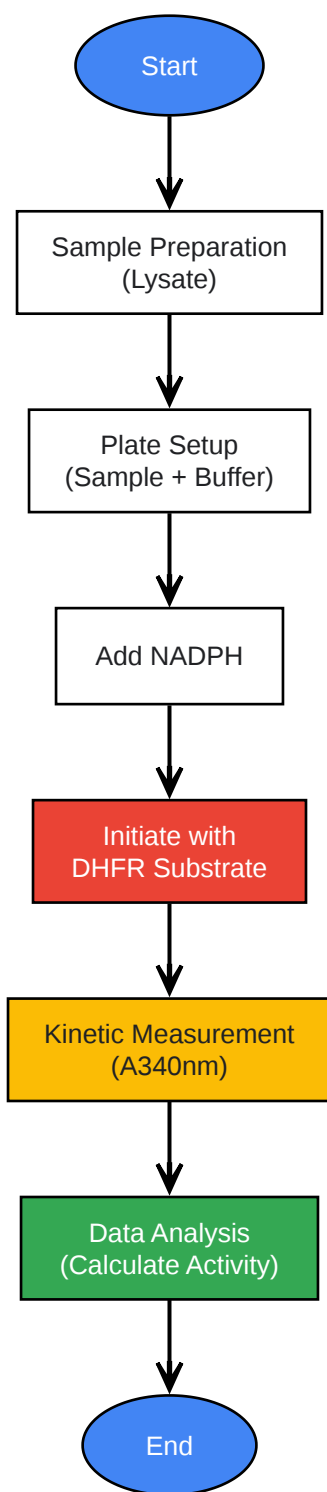 Start
Sample Preparation
(Lysate)
Plate Setup
(Sample + Buffer)
Add NADPH
Initiate with
DHFR Substrate
Kinetic Measurement
(A340nm)
Data Analysis
(Calculate Activity)
End